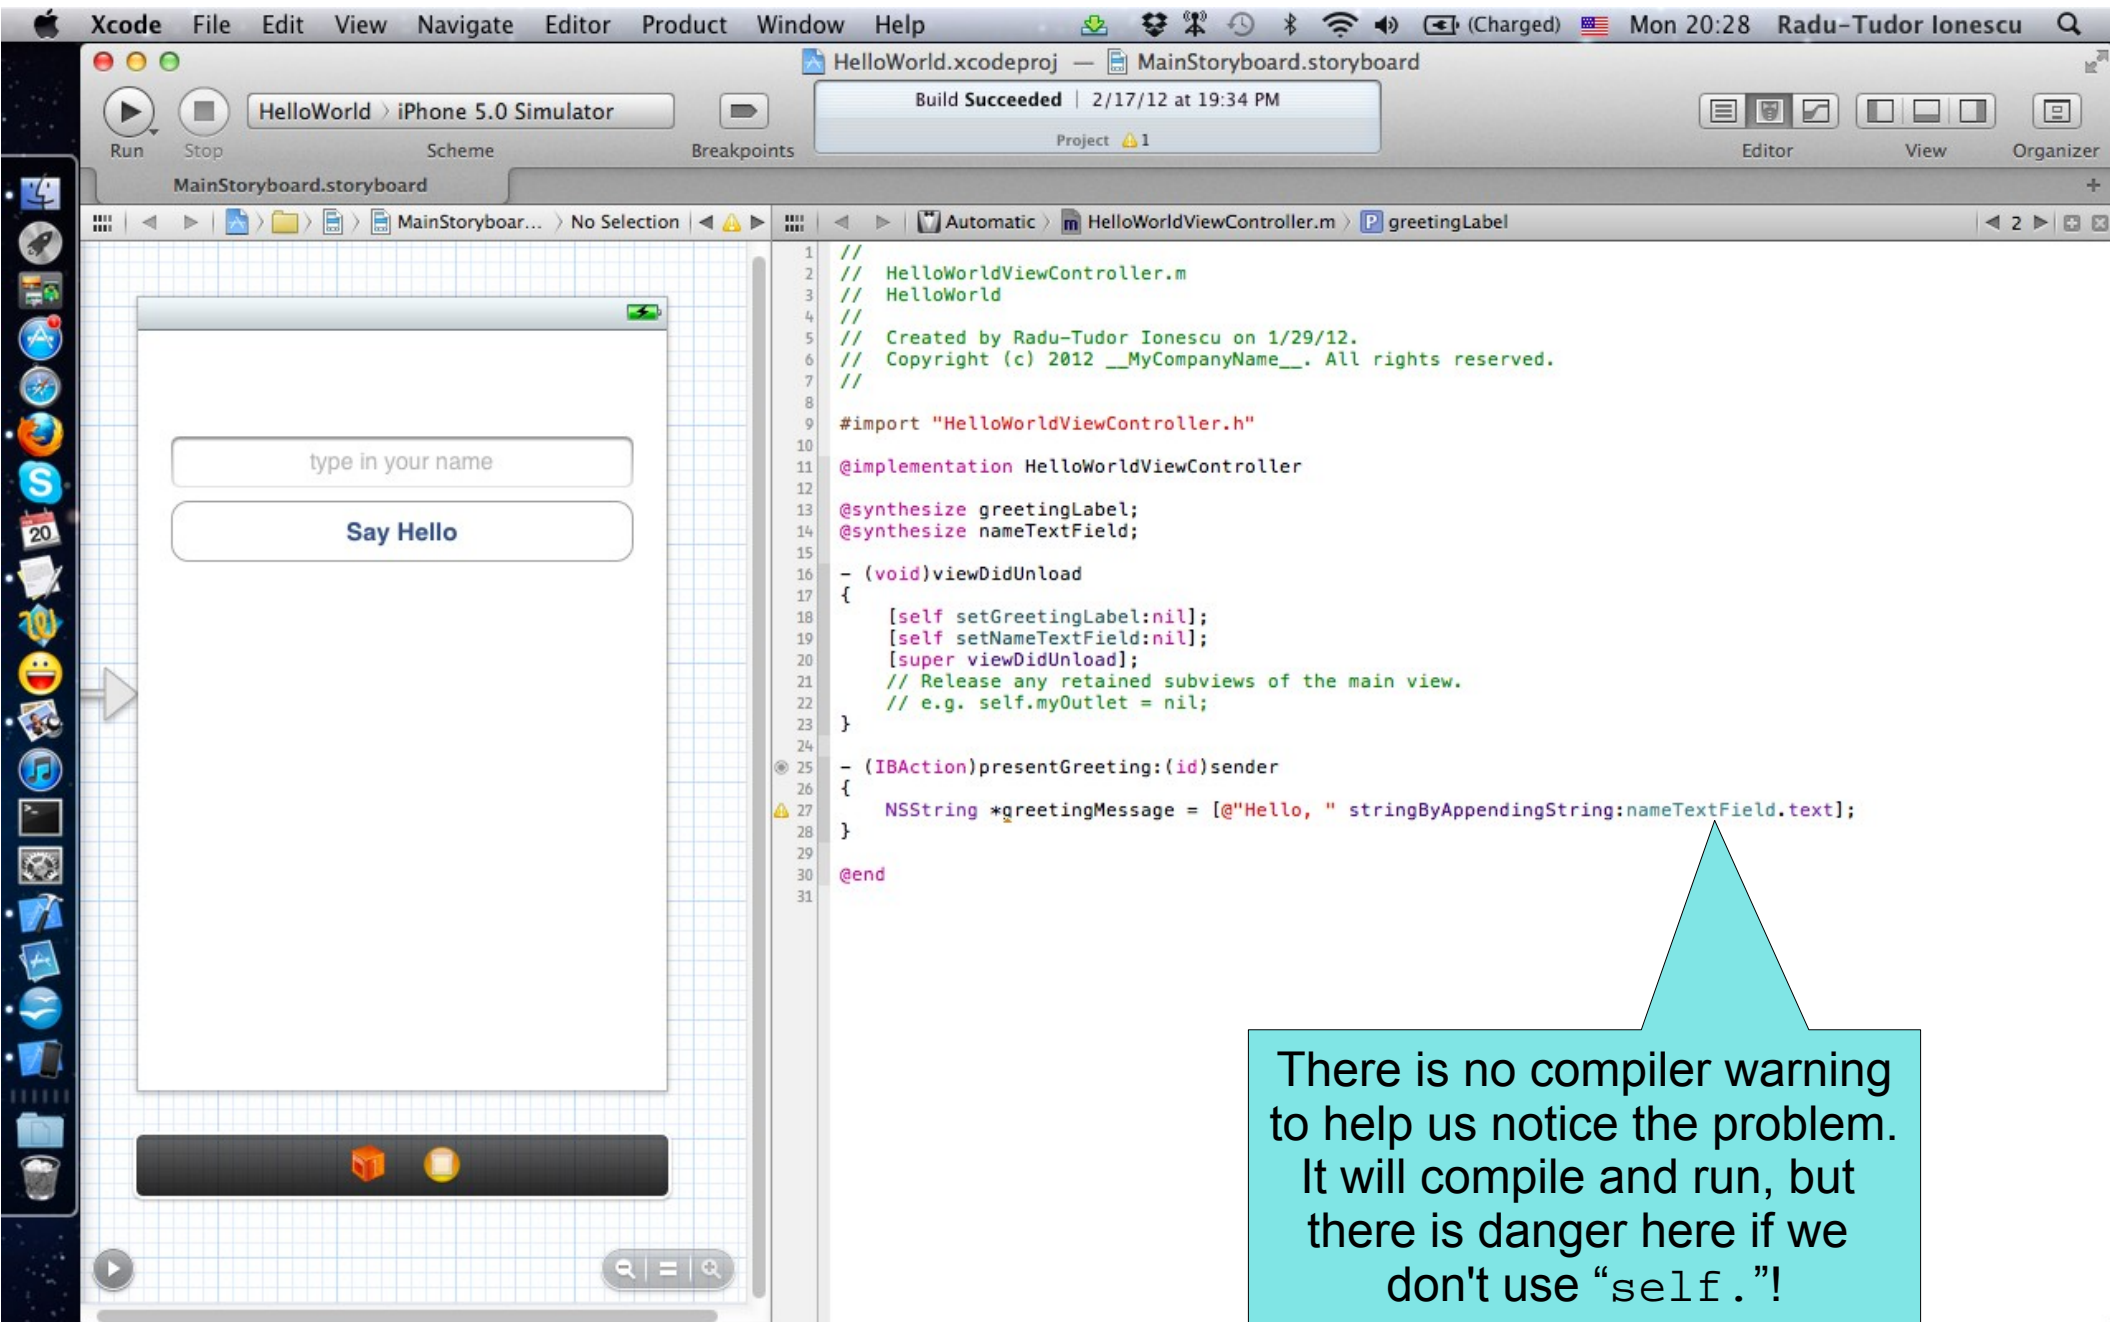 Xcode File Edit View Navigate Editor Product Window Help (Charged) Mon 20:28 Radu-Tudor Ionescu
HelloWorld.xcodeproj — MainStoryboard.storyboard
HelloWorld › iPhone 5.0 Simulator
Build Succeeded | 2/17/12 at 19:34 PM
Project 1
Run Stop Scheme Breakpoints Editor View Organizer
MainStoryboard.storyboard
MainStoryboar... › No Selection
Automatic › HelloWorldViewController.m › P greetingLabel 2
type in your name
Say Hello
20
1 //
2 // HelloWorldViewController.m
3 // HelloWorld
4 //
5 // Created by Radu-Tudor Ionescu on 1/29/12.
6 // Copyright (c) 2012 __MyCompanyName__. All rights reserved.
7 //
8
9 #import "HelloWorldViewController.h"
10
11 @implementation HelloWorldViewController
12
13 @synthesize greetingLabel;
14 @synthesize nameTextField;
15
16 - (void)viewDidUnload
17 {
18 [self setGreetingLabel:nil];
19 [self setNameTextField:nil];
20 [super viewDidUnload];
21 // Release any retained subviews of the main view.
22 // e.g. self.myOutlet = nil;
23 }
24
25 - (IBAction)presentGreeting:(id)sender
26 {
27 NSString *greetingMessage = [@"Hello, " stringByAppendingString:nameTextField.text];
28 }
29
30 @end
31
There is no compiler warning
to help us notice the problem.
It will compile and run, but
there is danger here if we
don't use “self.”!